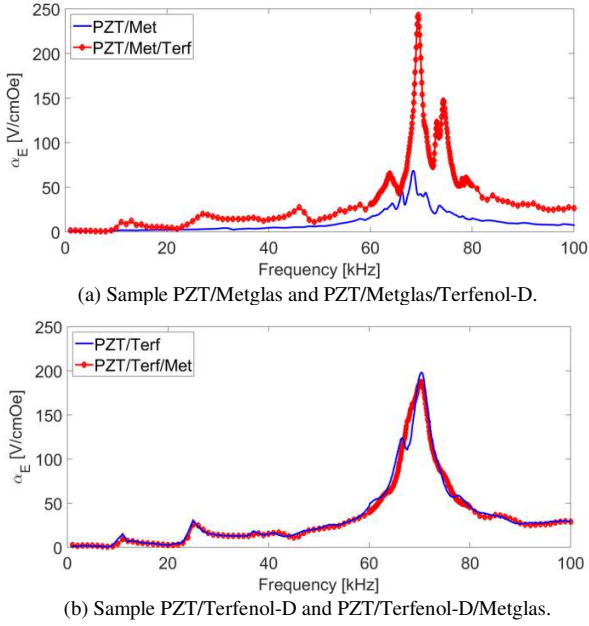 250
PZT/Met
PZT/Met/Terf
200
150
100
50
0
α_E [V/cmOe]
0 20 40 60 80 100
Frequency [kHz]
(a) Sample PZT/Metglas and PZT/Metglas/Terfenol-D.
250
PZT/Terf
PZT/Terf/Met
200
150
100
50
0
α_E [V/cmOe]
0 20 40 60 80 100
Frequency [kHz]
(b) Sample PZT/Terfenol-D and PZT/Terfenol-D/Metglas.